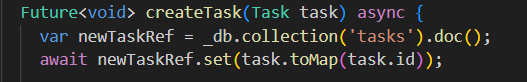 Future<void> createTask(Task task) async {
var newTaskRef = _db.collection('tasks').doc();
await newTaskRef.set(task.toMap(task.id));